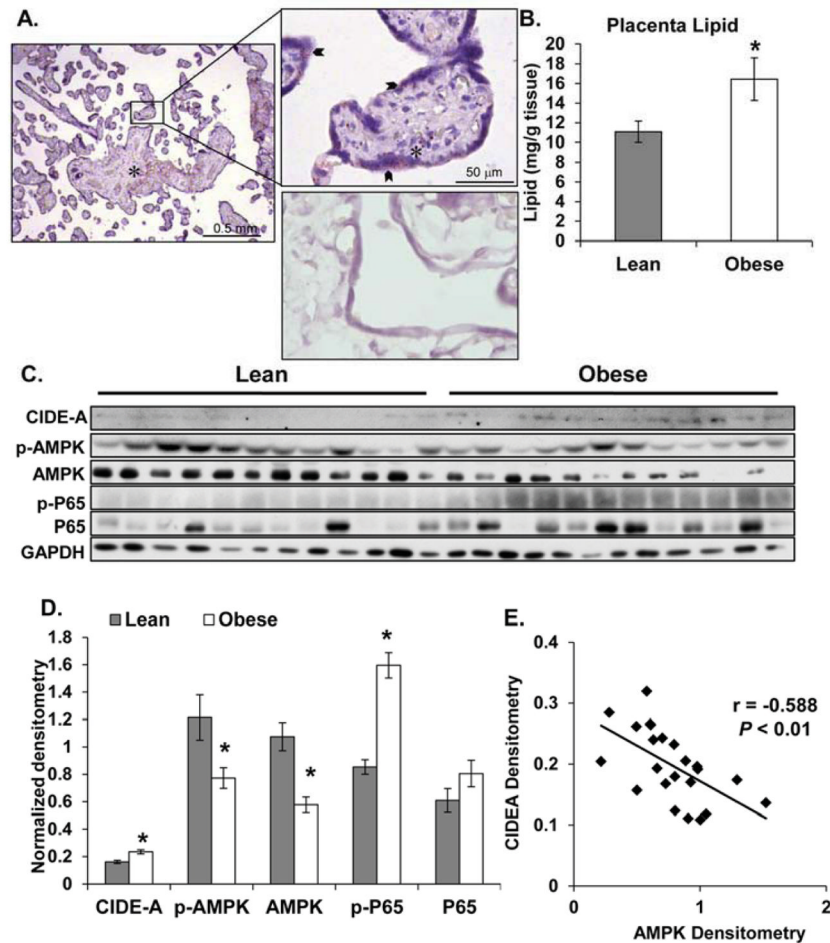 A.
*
0.5 mm
*
50 µm
B.
Placenta Lipid
*
Lipid (mg/g tissue)
20
18
16
14
12
10
8
6
4
2
0
Lean Obese
C.
Lean Obese
CIDE-A
p-AMPK
AMPK
p-P65
P65
GAPDH
D.
Lean Obese
Normalized densitometry
1.8
1.6
1.4
1.2
1
0.8
0.6
0.4
0.2
0
* * * *
CIDE-A p-AMPK AMPK p-P65 P65
E.
CIDEA Densitometry
0.4
0.3
0.2
0.1
0 1 2
r = -0.588
P < 0.01
AMPK Densitometry